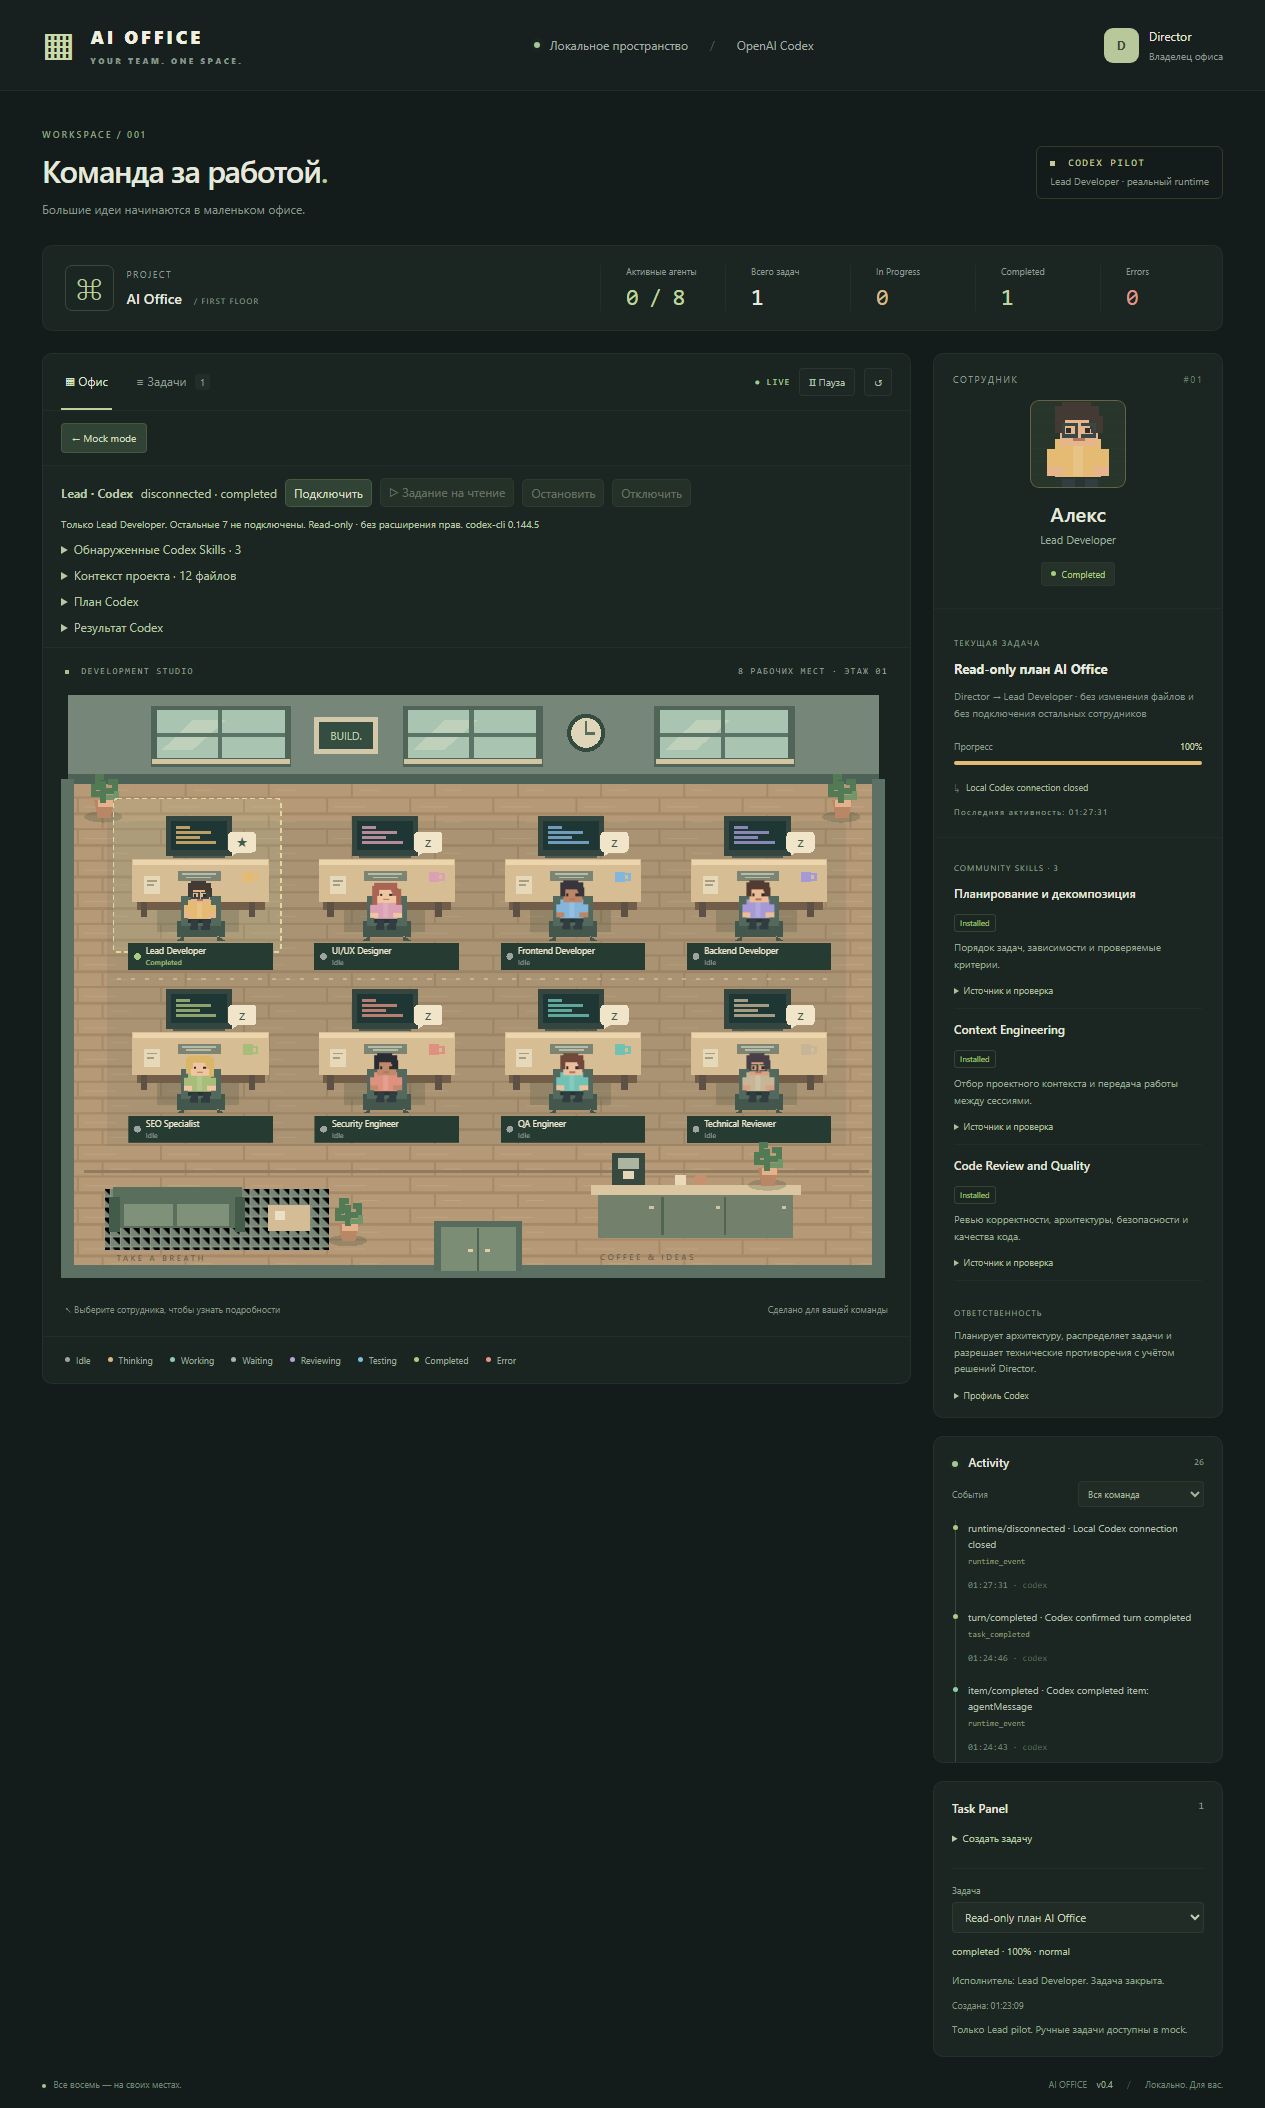 AI OFFICE
YOUR TEAM. ONE SPACE.
Локальное пространство / OpenAI Codex
D
Director
Владелец офиса
WORKSPACE / 001
Команда за работой.
Большие идеи начинаются в маленьком офисе.
CODEX PILOT
Lead Developer · реальный runtime
PROJECT
AI Office / FIRST FLOOR
Активные агенты
0 / 8
Всего задач
1
In Progress
0
Completed
1
Errors
0
Офис
Задачи 1
LIVE
Пауза
↺
← Mock mode
Lead · Codex disconnected · completed
Подключить
▷ Задание на чтение
Остановить
Отключить
Только Lead Developer. Остальные 7 не подключены. Read-only · без расширения прав. codex-cli 0.144.5
▶ Обнаруженные Codex Skills · 3
▶ Контекст проекта · 12 файлов
▶ План Codex
▶ Результат Codex
DEVELOPMENT STUDIO
8 РАБОЧИХ МЕСТ · ЭТАЖ 01
BUILD.
★
z
z
z
Lead Developer
Completed
UI/UX Designer
Idle
Frontend Developer
Idle
Backend Developer
Idle
z
z
z
z
SEO Specialist
Idle
Security Engineer
Idle
QA Engineer
Idle
Technical Reviewer
Idle
TAKE A BREATH
COFFEE & IDEAS
↖ Выберите сотрудника, чтобы узнать подробности
Сделано для вашей команды
Idle
Thinking
Working
Waiting
Reviewing
Testing
Completed
Error
СОТРУДНИК
#01
Алекс
Lead Developer
Completed
ТЕКУЩАЯ ЗАДАЧА
Read-only план AI Office
Director → Lead Developer · без изменения файлов и
без подключения остальных сотрудников
Прогресс
100%
↳ Local Codex connection closed
Последняя активность: 01:27:31
COMMUNITY SKILLS · 3
Планирование и декомпозиция
Installed
Порядок задач, зависимости и проверяемые
критерии.
▶ Источник и проверка
Context Engineering
Installed
Отбор проектного контекста и передача работы
между сессиями.
▶ Источник и проверка
Code Review and Quality
Installed
Ревью корректности, архитектуры, безопасности и
качества кода.
▶ Источник и проверка
ОТВЕТСТВЕННОСТЬ
Планирует архитектуру, распределяет задачи и
разрешает технические противоречия с учётом
решений Director.
▶ Профиль Codex
Activity
26
События
Вся команда
runtime/disconnected · Local Codex connection
closed
runtime_event
01:27:31 · codex
turn/completed · Codex confirmed turn completed
task_completed
01:24:46 · codex
item/completed · Codex completed item:
agentMessage
runtime_event
01:24:43 · codex
Task Panel
1
▶ Создать задачу
Задача
Read-only план AI Office
completed · 100% · normal
Исполнитель: Lead Developer. Задача закрыта.
Создана: 01:23:09
Только Lead pilot. Ручные задачи доступны в mock.
Все восемь — на своих местах.
AI OFFICE v0.4 / Локально. Для вас.